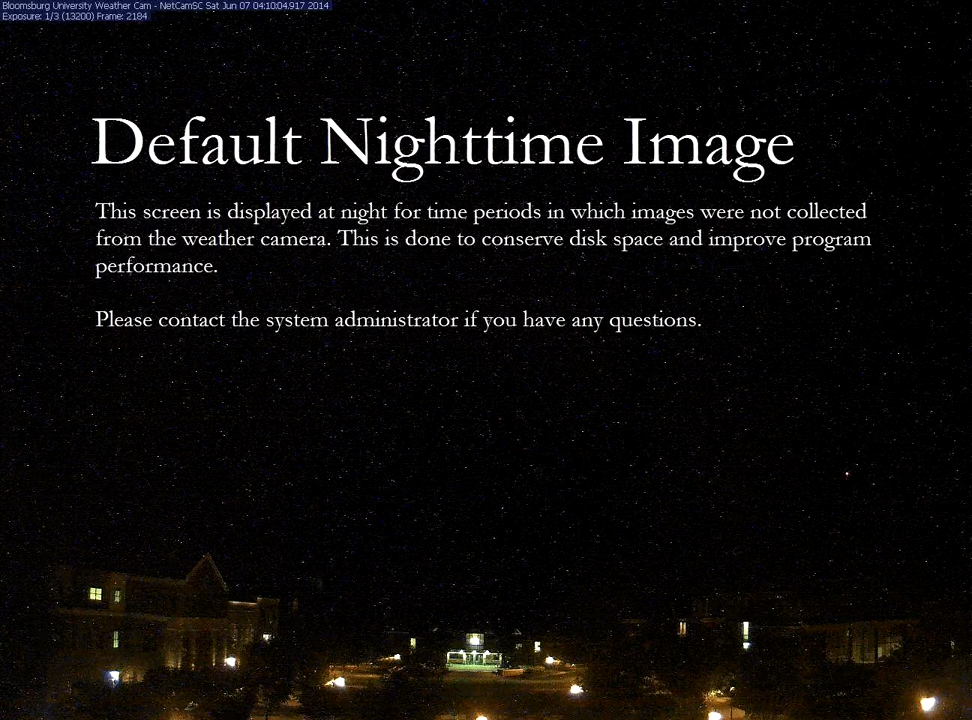 Bloomsburg University Weather Cam - NetCamSC Sat Jun 07 04:10:04.917 2014
Exposure: 1/3 (13200) Frame: 2184
Default Nighttime Image
This screen is displayed at night for time periods in which images were not collected
from the weather camera. This is done to conserve disk space and improve program
performance.
Please contact the system administrator if you have any questions.